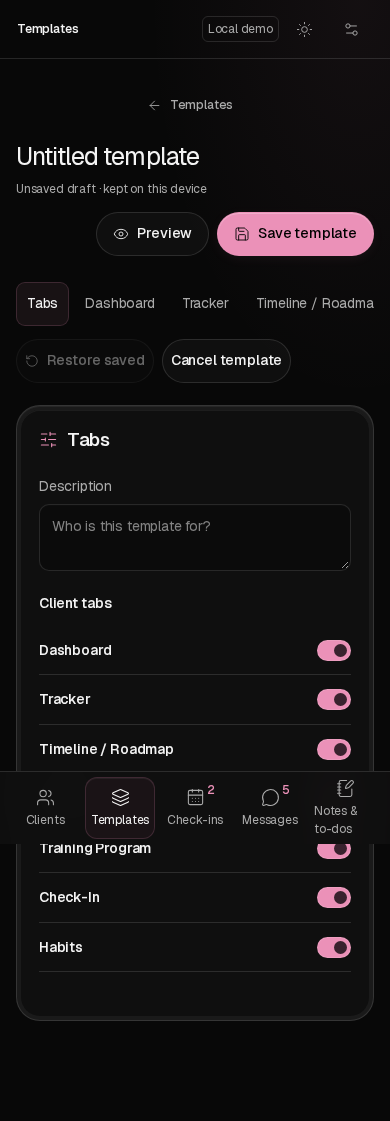 Templates
Local demo
Templates
Untitled template
Unsaved draft · kept on this device
Preview
Save template
Tabs
Dashboard
Tracker
Timeline / Roadma
Restore saved
Cancel template
Tabs
Description
Who is this template for?
Client tabs
Dashboard
Tracker
Timeline / Roadmap
Clients
Templates
2
Check-ins
5
Messages
Notes &
to-dos
Training Program
Check-In
Habits